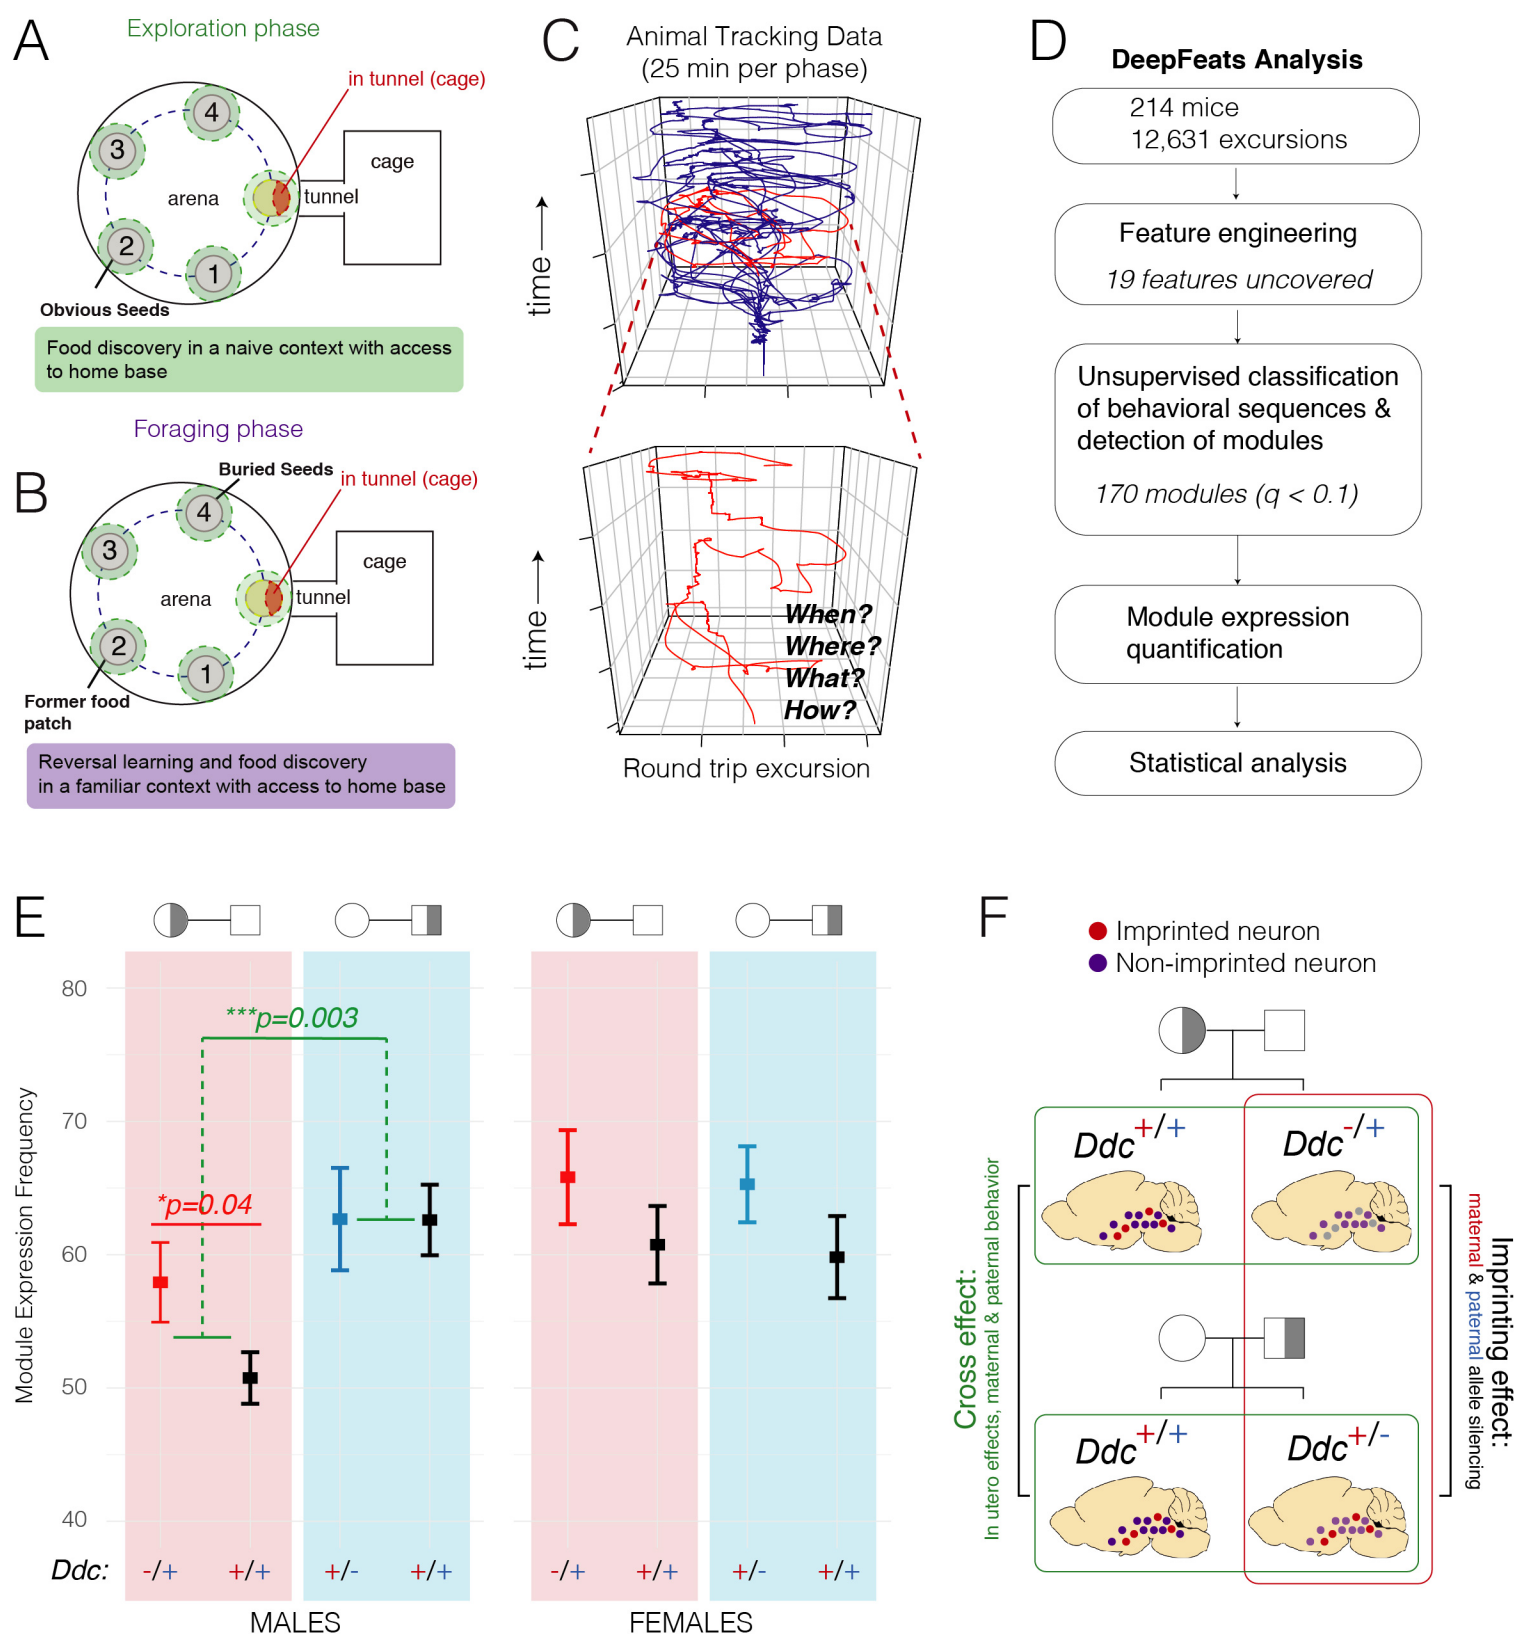 A
Exploration phase
in tunnel (cage)
4
3
cage
arena
tunnel
2
1
Obvious Seeds
Food discovery in a naive context with access
to home base
B
Foraging phase
Buried Seeds
in tunnel (cage)
4
3
cage
arena
tunnel
2
1
Former food
patch
Reversal learning and food discovery
in a familiar context with access to home base
C
Animal Tracking Data
(25 min per phase)
time
time
When?
Where?
What?
How?
Round trip excursion
D
DeepFeats Analysis
214 mice
12,631 excursions
Feature engineering
19 features uncovered
Unsupervised classification
of behavioral sequences &
detection of modules
170 modules (q < 0.1)
Module expression
quantification
Statistical analysis
E
Module Expression Frequency
80
70
60
50
40
***p=0.003
*p=0.04
Ddc:
-/+
+/+
+/-
+/+
-/+
+/+
+/-
+/+
MALES
FEMALES
F
Imprinted neuron
Non-imprinted neuron
Ddc+/+
Ddc-/+
Ddc+/+
Ddc+/-
Cross effect:
In utero effects, maternal & paternal behavior
Imprinting effect:
maternal & paternal allele silencing